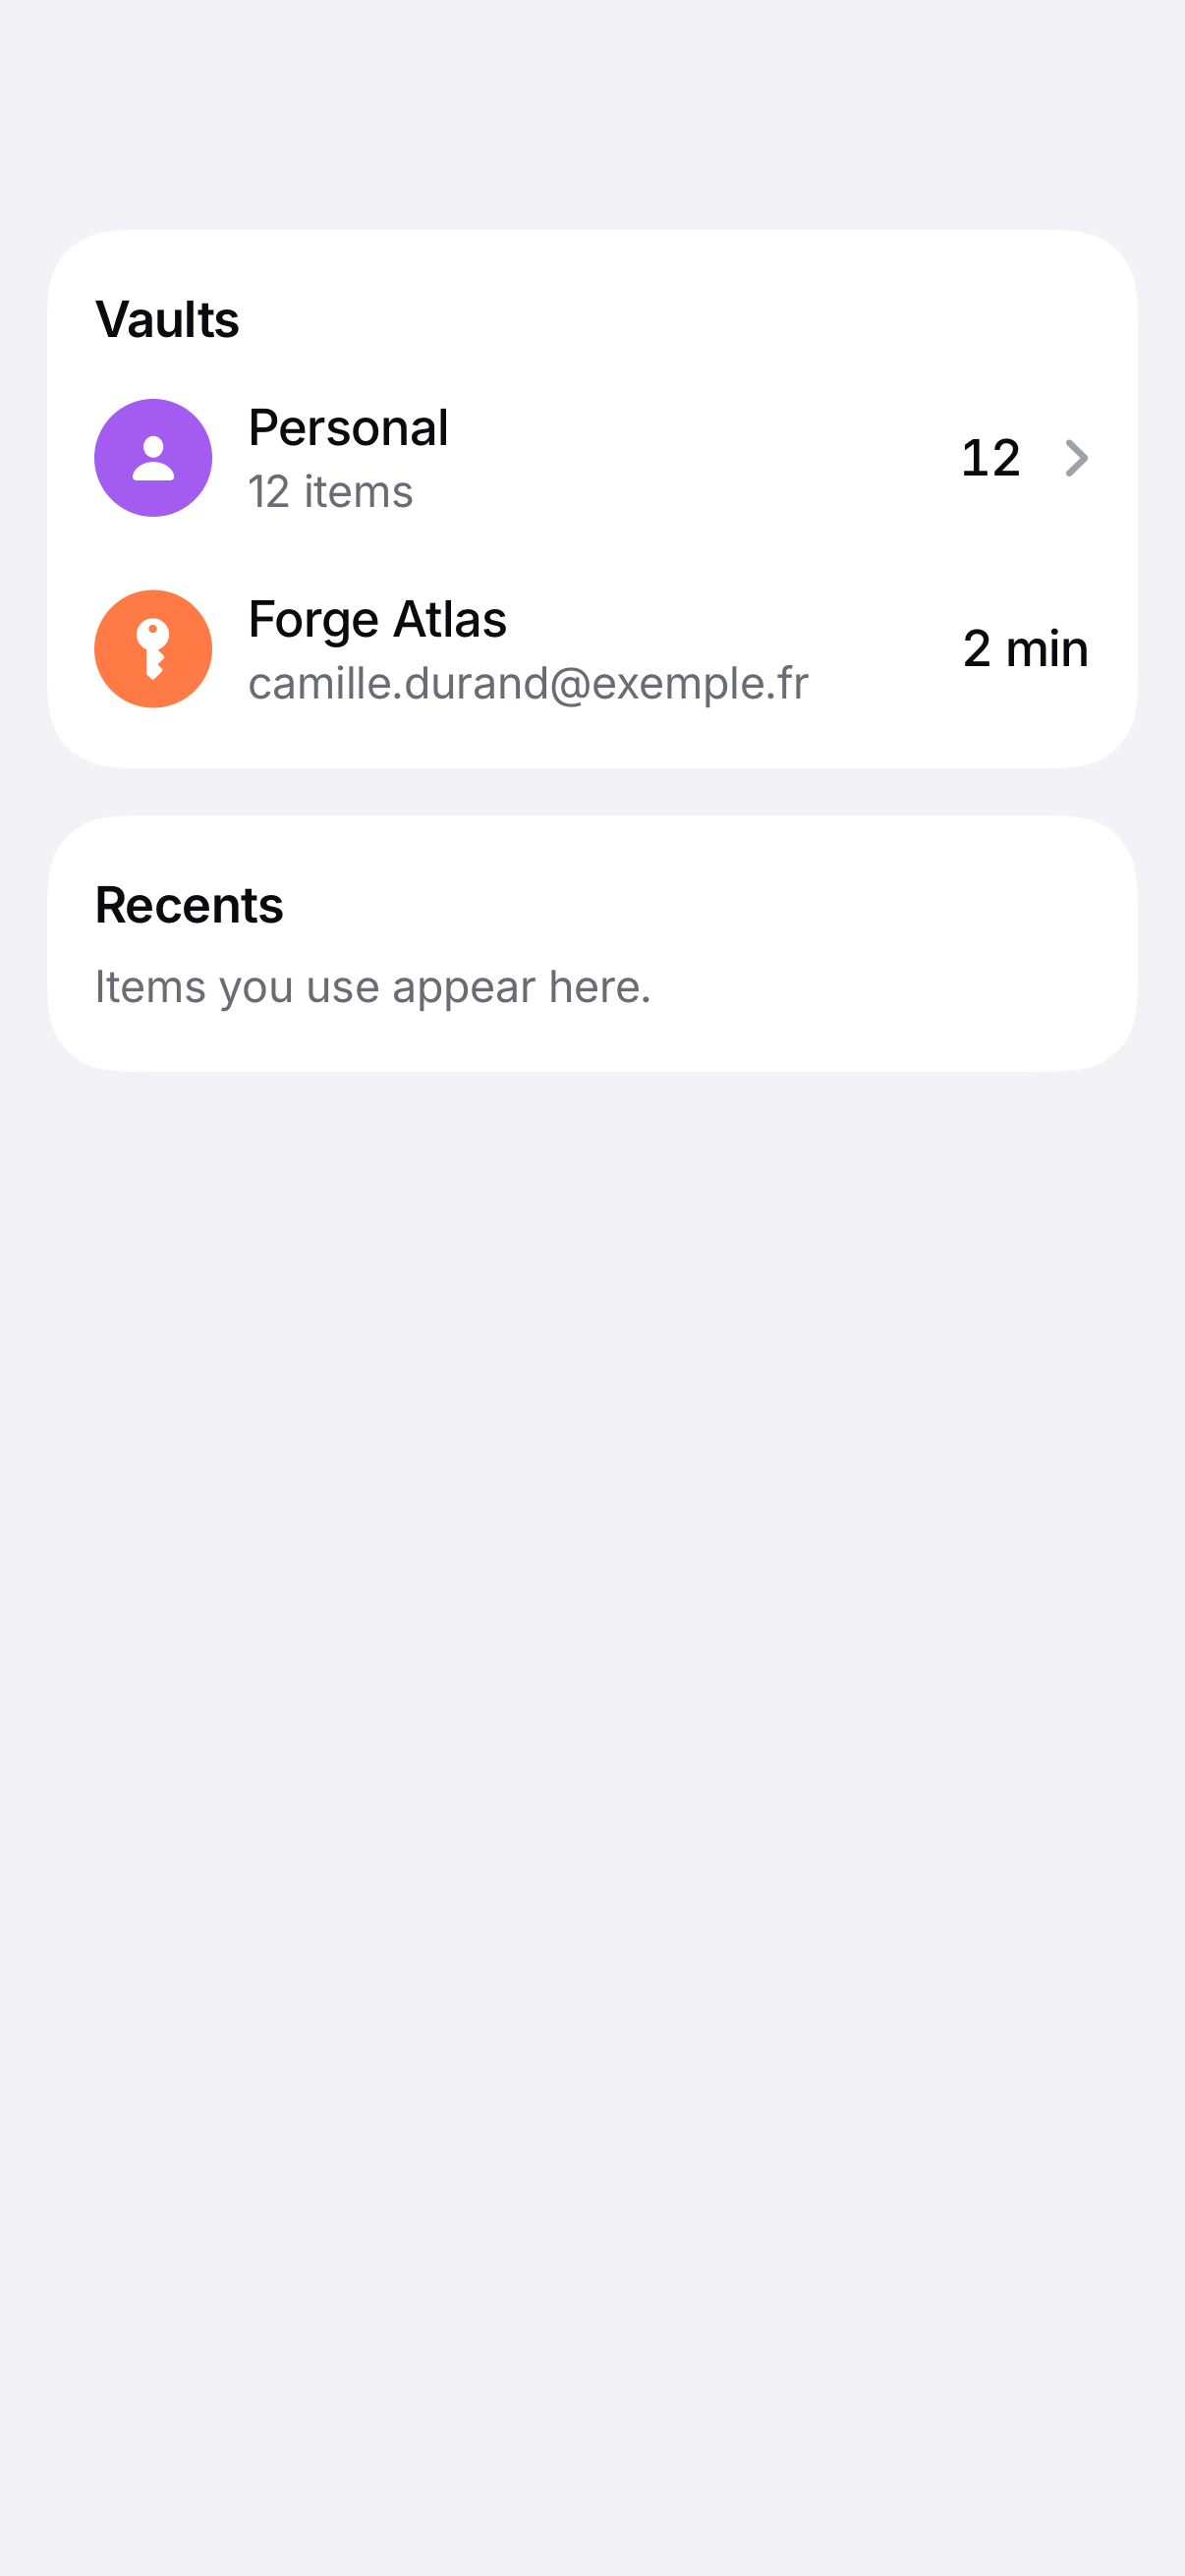 Vaults
Personal
12 items
12
Forge Atlas
camille.durand@exemple.fr
2 min
Recents
Items you use appear here.